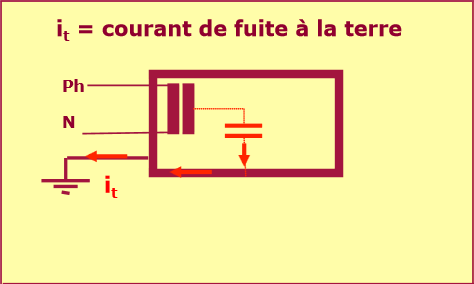 it = courant de fuite à la terre
Ph
N
it